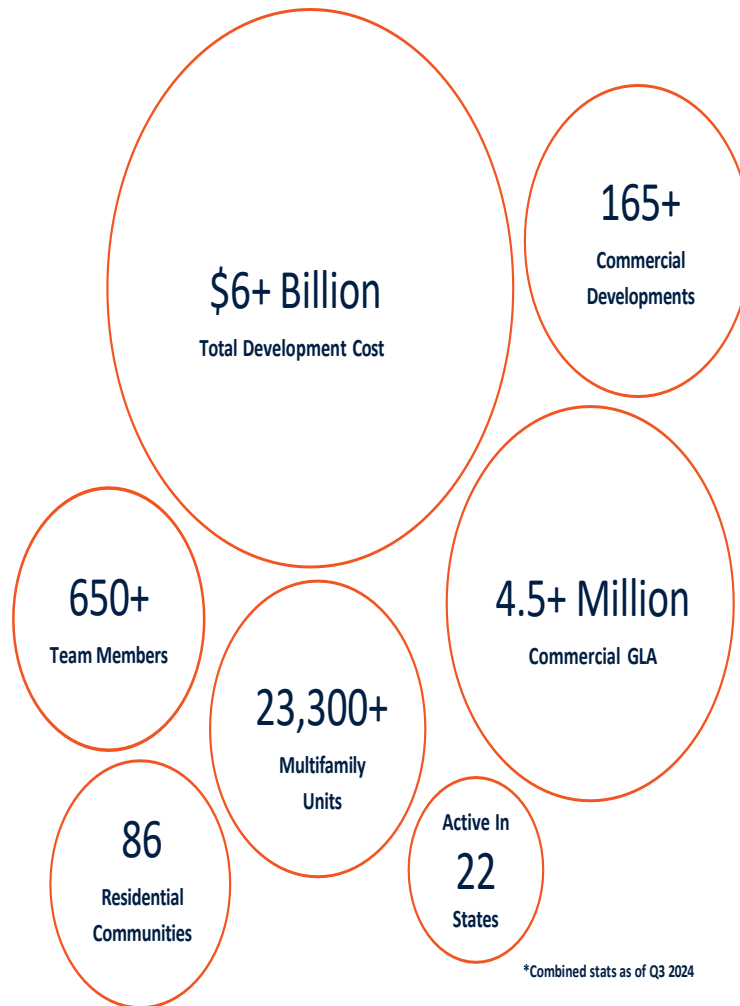 165+
Commercial
Developments
$6+ Billion
Total Development Cost
650+
Team Members
4.5+ Million
Commercial GLA
23,300+
Multifamily
Units
86
Residential
Communities
Active In
22
States
*Combined stats as of Q3 2024